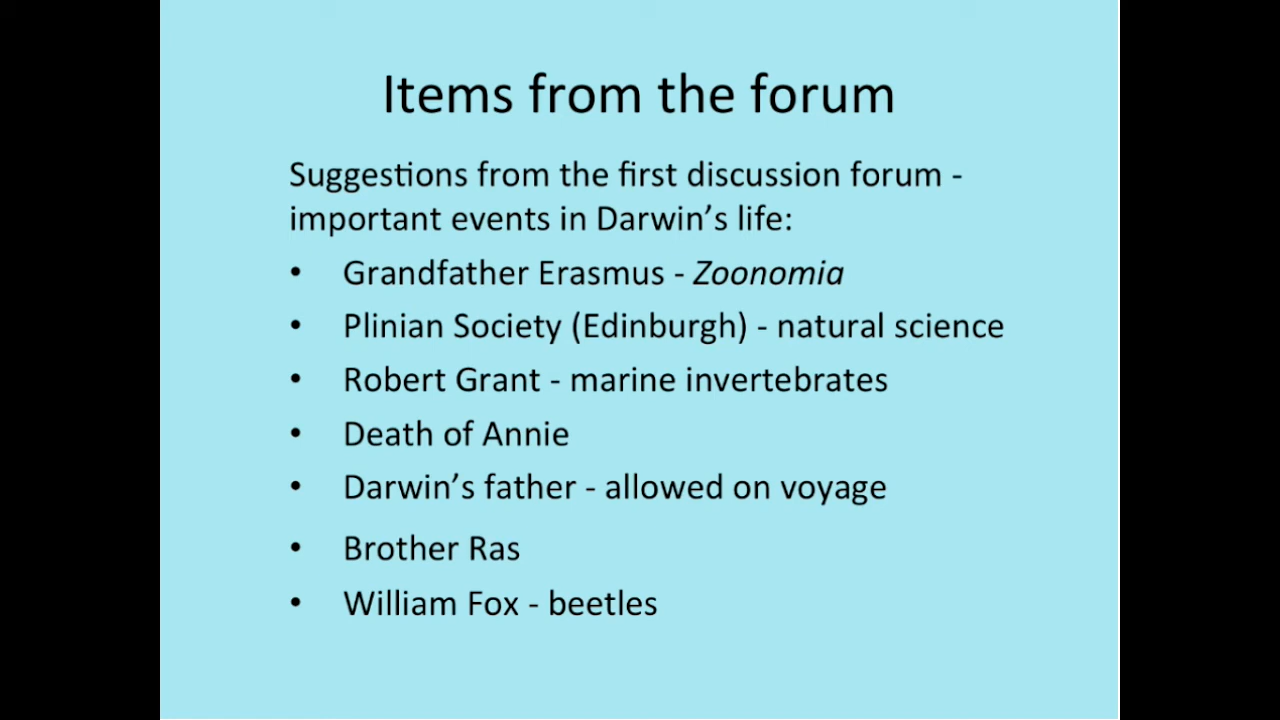 Items from the forum
Suggestions from the first discussion forum -
important events in Darwin’s life:
• Grandfather Erasmus - Zoonomia
• Plinian Society (Edinburgh) - natural science
• Robert Grant - marine invertebrates
• Death of Annie
• Darwin’s father - allowed on voyage
• Brother Ras
• William Fox - beetles